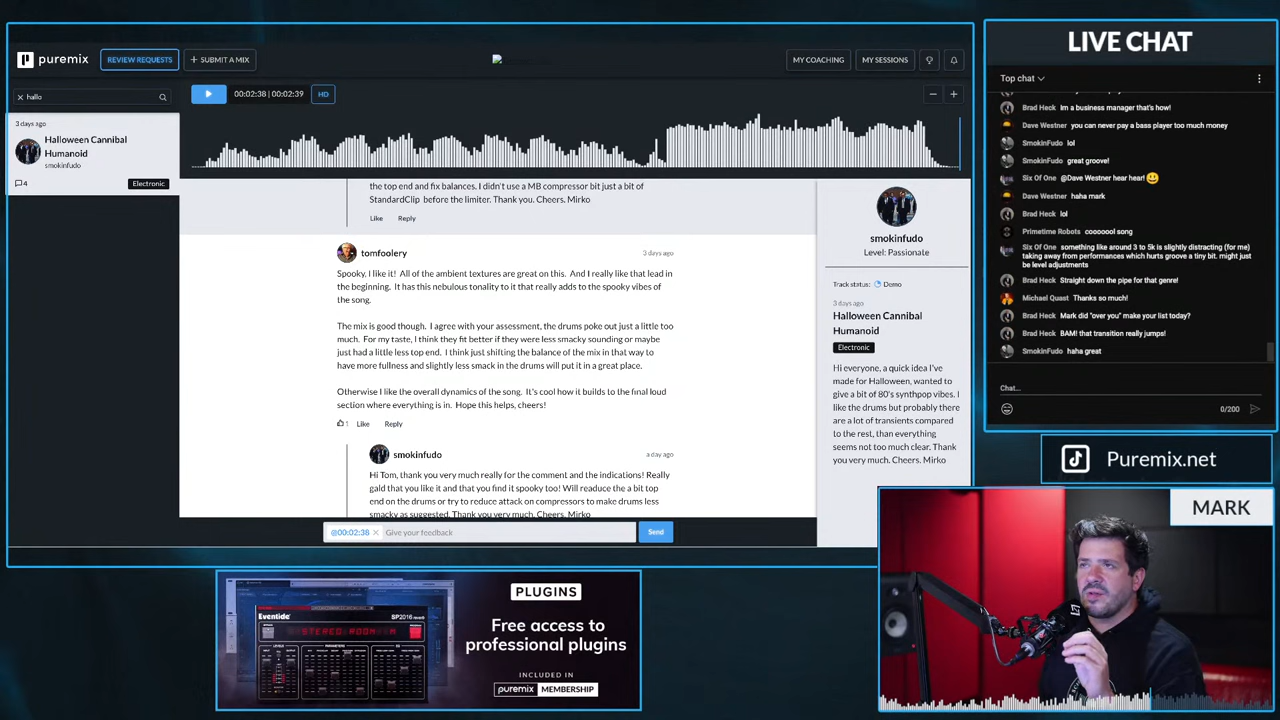 puremix
REVIEW REQUESTS
+ SUBMIT A MIX
MY COACHING
MY SESSIONS
× hallo
00:02:38 | 00:02:39
HD
3 days ago
Halloween Cannibal
Humanoid
smokinfudo
4
Electronic
the top end and fix balances. I didn't use a MB compressor bit just a bit of
StandardClip before the limiter. Thank you. Cheers. Mirko
Like Reply
tomfoolery
3 days ago
Spooky, I like it! All of the ambient textures are great on this. And I really like that lead in
the beginning. It has this nebulous tonality to it that really adds to the spooky vibes of
the song.
The mix is good though. I agree with your assessment, the drums poke out just a little too
much. For my taste, I think they fit better if they were less smacky sounding or maybe
just had a little less top end. I think just shifting the balance of the mix in that way to
have more fullness and slightly less smack in the drums will put it in a great place.
Otherwise I like the overall dynamics of the song. It's cool how it builds to the final loud
section where everything is in. Hope this helps, cheers!
1 Like Reply
smokinfudo
a day ago
Hi Tom, thank you very much really for the comment and the indications! Really
gald that you like it and that you find it spooky too! Will readuce the a bit top
end on the drums or try to reduce attack on compressors to make drums less
smacky as suggested. Thank you very much. Cheers. Mirko
@00:02:38 × Give your feedback
Send
smokinfudo
Level: Passionate
Track status: Demo
3 days ago
Halloween Cannibal
Humanoid
Electronic
Hi everyone, a quick idea I've
made for Halloween, wanted to
give a bit of 80's synthpop vibes. I
like the drums but probably there
are a lot of transients compared
to the rest, than everything
seems not too much clear. Thank
you very much. Cheers. Mirko
LIVE CHAT
Top chat
Brad Heck Im a business manager that's how!
Dave Westner you can never pay a bass player too much money
SmokinFudo lol
SmokinFudo great groove!
Six Of One @Dave Westner hear hear! 😃
Dave Westner haha mark
Brad Heck lol
Primetime Robots cooooool song
Six Of One something like around 3 to 5k is slightly distracting (for me)
taking away from performances which hurts groove a tiny bit. might just
be level adjustments
Brad Heck Straight down the pipe for that genre!
Michael Quast Thanks so much!
Brad Heck Mark did "over you" make your list today?
Brad Heck BAM! that transition really jumps!
SmokinFudo haha great
Chat...
0/200
Puremix.net
MARK
Eventide
SP2016 reverb
STEREO ROOM
PLUGINS
Free access to
professional plugins
INCLUDED IN
puremix MEMBERSHIP